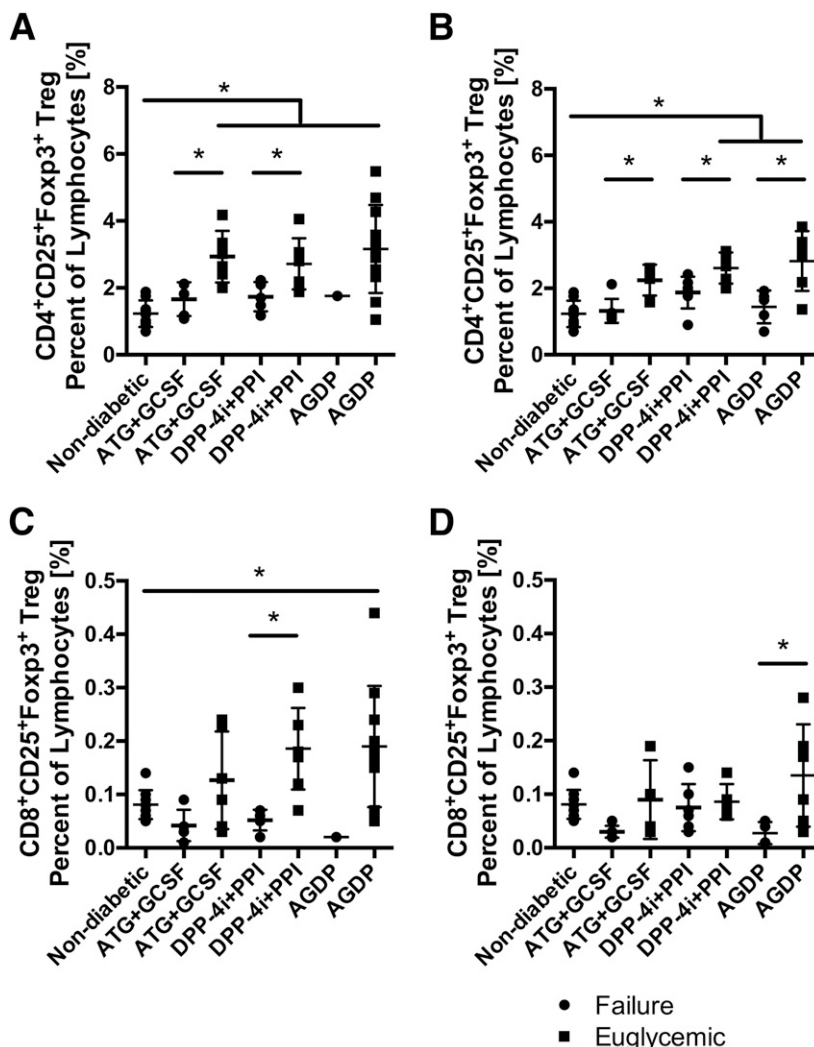 A
CD4+CD25+Foxp3+ Treg
Percent of Lymphocytes [%]
8
6
4
2
0
*
*
*
Non-diabetic
ATG+GCSF
ATG+GCSF
DPP-4i+PPI
DPP-4i+PPI
AGDP
AGDP
B
CD4+CD25+Foxp3+ Treg
Percent of Lymphocytes [%]
8
6
4
2
0
*
*
*
*
Non-diabetic
ATG+GCSF
ATG+GCSF
DPP-4i+PPI
DPP-4i+PPI
AGDP
AGDP
C
CD8+CD25+Foxp3+ Treg
Percent of Lymphocytes [%]
0.5
0.4
0.3
0.2
0.1
0.0
*
*
Non-diabetic
ATG+GCSF
ATG+GCSF
DPP-4i+PPI
DPP-4i+PPI
AGDP
AGDP
D
CD8+CD25+Foxp3+ Treg
Percent of Lymphocytes [%]
0.5
0.4
0.3
0.2
0.1
0.0
*
Non-diabetic
ATG+GCSF
ATG+GCSF
DPP-4i+PPI
DPP-4i+PPI
AGDP
AGDP
Failure
Euglycemic